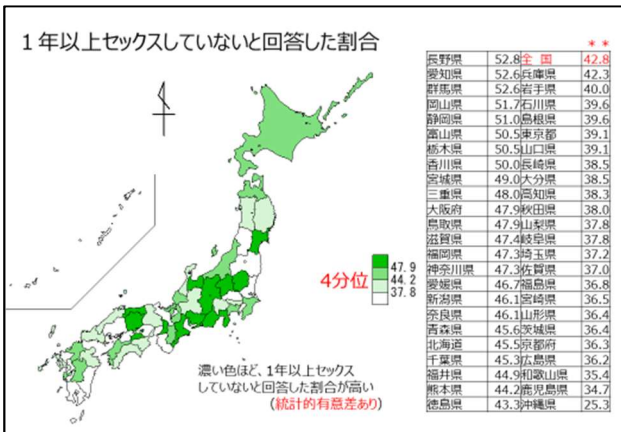 1年以上セックスしていないと回答した割合
**
長野県 52.8 全 国 42.8
愛知県 52.6 兵庫県 42.3
群馬県 52.6 岩手県 40.0
岡山県 51.7 石川県 39.6
静岡県 51.0 島根県 39.6
富山県 50.5 東京都 39.1
栃木県 50.5 山口県 39.1
香川県 50.0 長崎県 38.5
宮城県 49.0 大分県 38.5
三重県 48.0 高知県 38.3
大阪府 47.9 秋田県 38.0
鳥取県 47.9 山梨県 37.8
滋賀県 47.4 岐阜県 37.8
福岡県 47.3 埼玉県 37.2
神奈川県 47.3 佐賀県 37.0
愛媛県 46.7 福島県 36.8
新潟県 46.1 宮崎県 36.5
奈良県 46.1 山形県 36.4
青森県 45.6 茨城県 36.4
北海道 45.5 京都府 36.3
千葉県 45.3 広島県 36.2
福井県 44.9 和歌山県 35.4
熊本県 44.2 鹿児島県 34.7
徳島県 43.3 沖縄県 25.3
4分位
47.9
44.2
37.8
濃い色ほど、1年以上セックス
していないと回答した割合が高い
(統計的有意差あり)